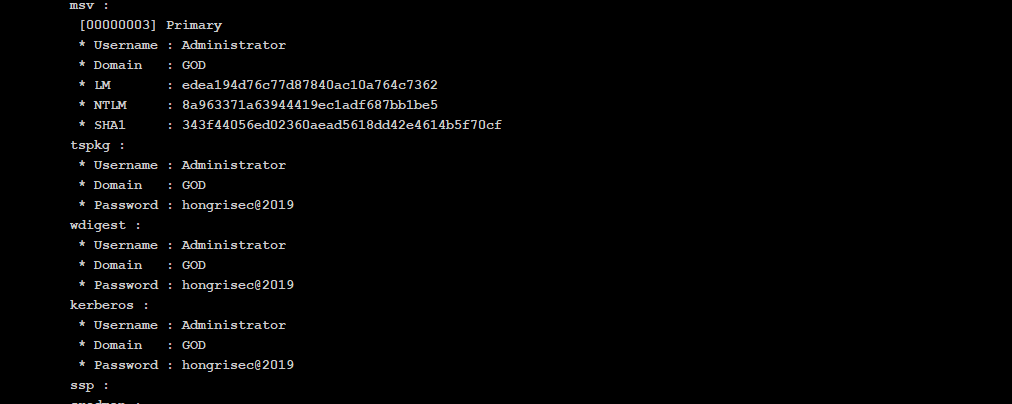 msv :
[00000003] Primary
* Username : Administrator
* Domain : GOD
* LM : edea194d76c77d87840ac10a764c7362
* NTLM : 8a963371a63944419ec1adf687bb1be5
* SHA1 : 343f44056ed02360aead5618dd42e4614b5f70cf
tspkg :
* Username : Administrator
* Domain : GOD
* Password : hongrisec@2019
wdigest :
* Username : Administrator
* Domain : GOD
* Password : hongrisec@2019
kerberos :
* Username : Administrator
* Domain : GOD
* Password : hongrisec@2019
ssp :